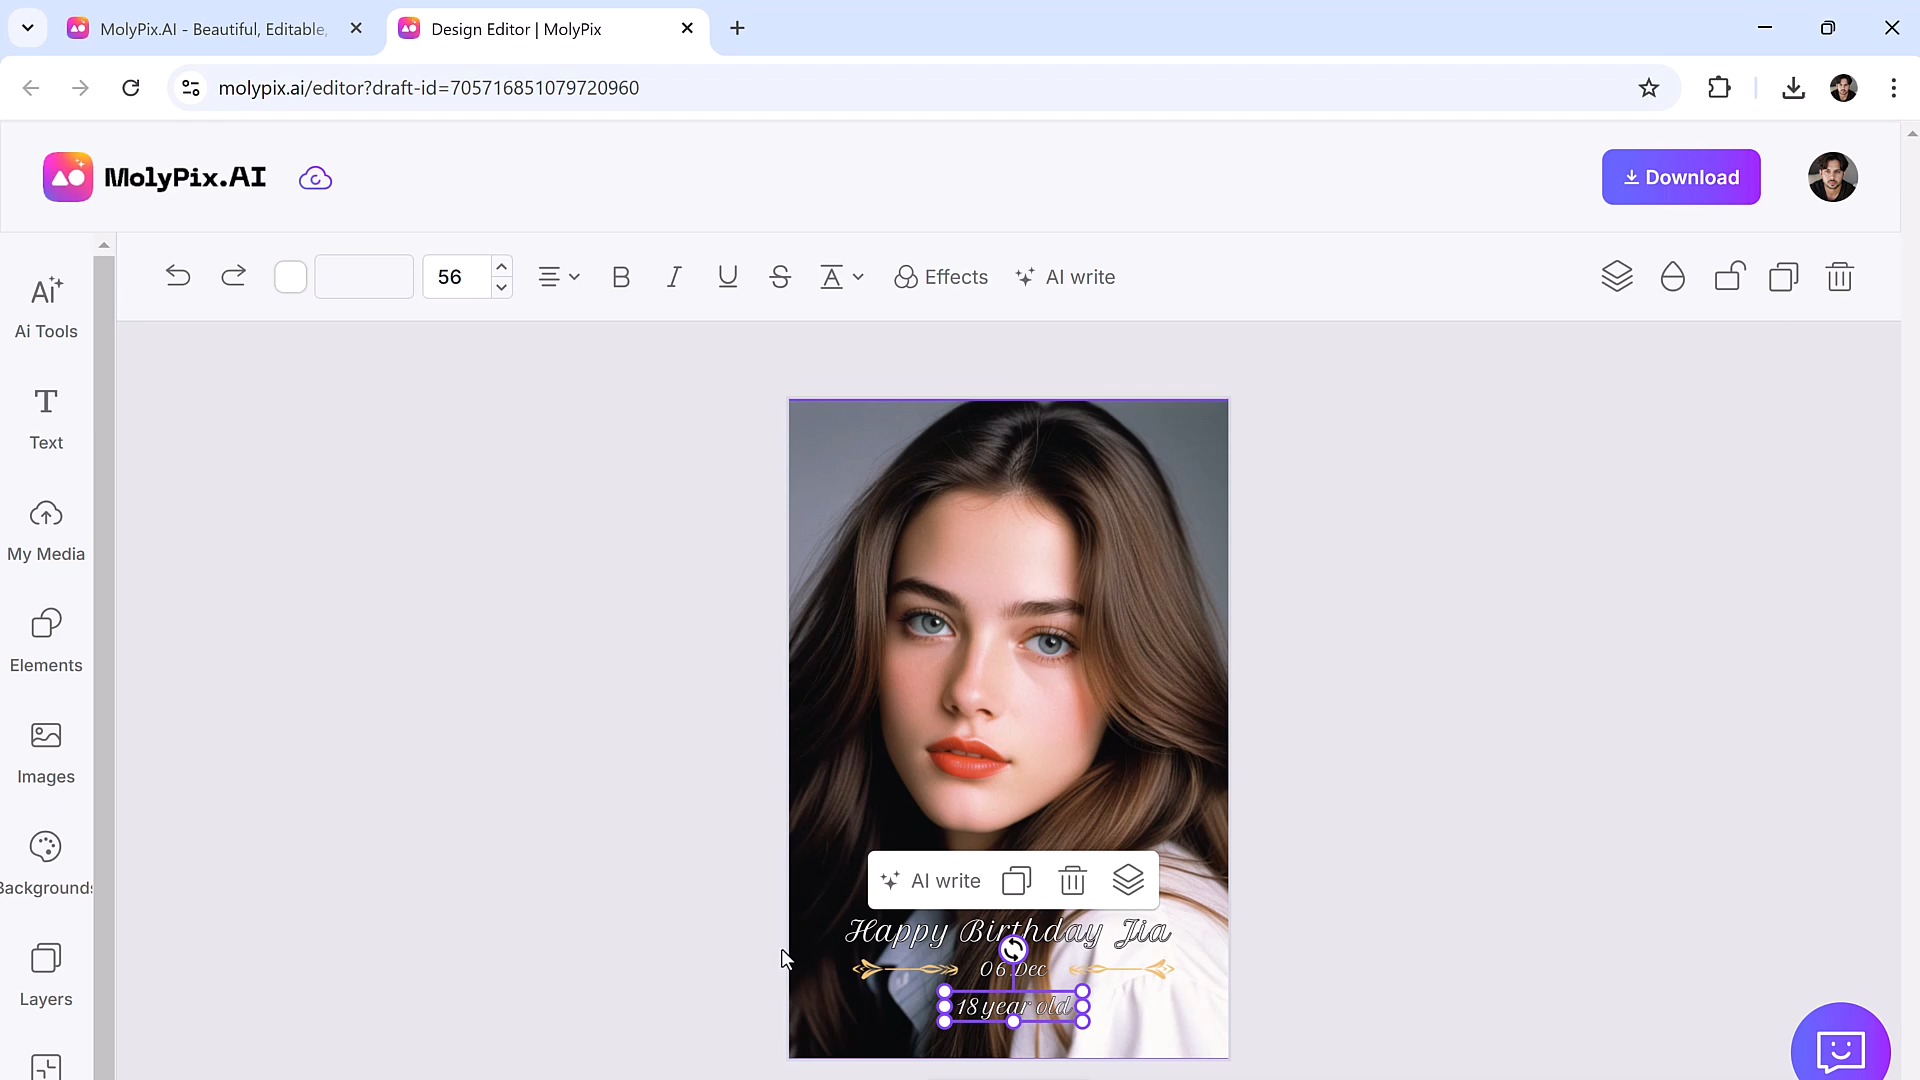 MolyPix.AI - Beautiful, Editable,
Design Editor | MolyPix
molypix.ai/editor?draft-id=705716851079720960
MolyPix.AI
Download
56
Effects
AI write
Ai Tools
Text
My Media
Elements
Images
Backgrounds
Layers
AI write
Happy Birthday Jia
06 Dec
18 year old